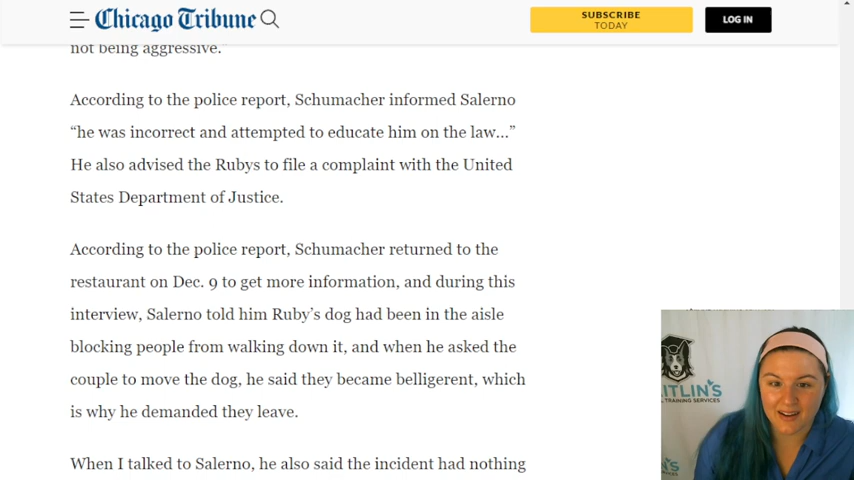 Chicago Tribune
SUBSCRIBE
TODAY
LOG IN
not being aggressive.”
According to the police report, Schumacher informed Salerno
“he was incorrect and attempted to educate him on the law...”
He also advised the Rubys to file a complaint with the United
States Department of Justice.
According to the police report, Schumacher returned to the
restaurant on Dec. 9 to get more information, and during this
interview, Salerno told him Ruby’s dog had been in the aisle
blocking people from walking down it, and when he asked the
couple to move the dog, he said they became belligerent, which
is why he demanded they leave.
When I talked to Salerno, he also said the incident had nothing
AITLIN'S
TRAINING SERVICES